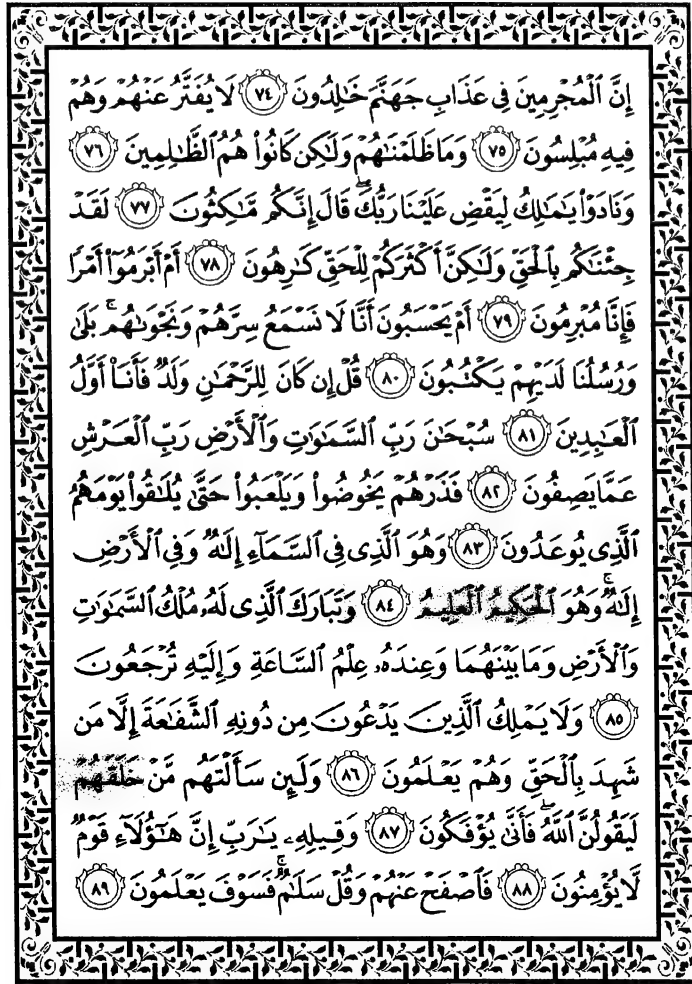 إِنَّ ٱلْمُجْرِمِينَ فِى عَذَابِ جَهَنَّمَ خَٰلِدُونَ ٧٤ لَا يُفَتَّرُ عَنْهُمْ وَهُمْ
فِيهِ مُبْلِسُونَ ٧٥ وَمَا ظَلَمْنَٰهُمْ وَلَٰكِن كَانُوا۟ هُمُ ٱلظَّٰلِمِينَ ٧٦
وَنَادَوْا۟ يَٰمَٰلِكُ لِيَقْضِ عَلَيْنَا رَبُّكَ ۖ قَالَ إِنَّكُم مَّٰكِثُونَ ٧٧ لَقَدْ
جِئْنَٰكُم بِٱلْحَقِّ وَلَٰكِنَّ أَكْثَرَكُمْ لِلْحَقِّ كَٰرِهُونَ ٧٨ أَمْ أَبْرَمُوٓا۟ أَمْرًا
فَإِنَّا مُبْرِمُونَ ٧٩ أَمْ يَحْسَبُونَ أَنَّا لَا نَسْمَعُ سِرَّهُمْ وَنَجْوَىٰهُم ۚ بَلَىٰ
وَرُسُلُنَا لَدَيْهِمْ يَكْتُبُونَ ٨٠ قُلْ إِن كَانَ لِلرَّحْمَٰنِ وَلَدٌ فَأَنَا۠ أَوَّلُ
ٱلْعَٰبِدِينَ ٨١ سُبْحَٰنَ رَبِّ ٱلسَّمَٰوَٰتِ وَٱلْأَرْضِ رَبِّ ٱلْعَرْشِ
عَمَّا يَصِفُونَ ٨٢ فَذَرْهُمْ يَخُوضُوا۟ وَيَلْعَبُوا۟ حَتَّىٰ يُلَٰقُوا۟ يَوْمَهُمُ
ٱلَّذِى يُوعَدُونَ ٨٣ وَهُوَ ٱلَّذِى فِى ٱلسَّمَآءِ إِلَٰهٌ وَفِى ٱلْأَرْضِ
إِلَٰهٌ ۚ وَهُوَ ٱلْحَكِيمُ ٱلْعَلِيمُ ٨٤ وَتَبَارَكَ ٱلَّذِى لَهُۥ مُلْكُ ٱلسَّمَٰوَٰتِ
وَٱلْأَرْضِ وَمَا بَيْنَهُمَا وَعِندَهُۥ عِلْمُ ٱلسَّاعَةِ وَإِلَيْهِ تُرْجَعُونَ
٨٥ وَلَا يَمْلِكُ ٱلَّذِينَ يَدْعُونَ مِن دُونِهِ ٱلشَّفَٰعَةَ إِلَّا مَن
شَهِدَ بِٱلْحَقِّ وَهُمْ يَعْلَمُونَ ٨٦ وَلَئِن سَأَلْتَهُم مَّنْ خَلَقَهُمْ
لَيَقُولُنَّ ٱللَّهُ ۖ فَأَنَّىٰ يُؤْفَكُونَ ٨٧ وَقِيلِهِۦ يَٰرَبِّ إِنَّ هَٰٓؤُلَآءِ قَوْمٌ
لَّا يُؤْمِنُونَ ٨٨ فَٱصْفَحْ عَنْهُمْ وَقُلْ سَلَٰمٌ ۚ فَسَوْفَ يَعْلَمُونَ ٨٩